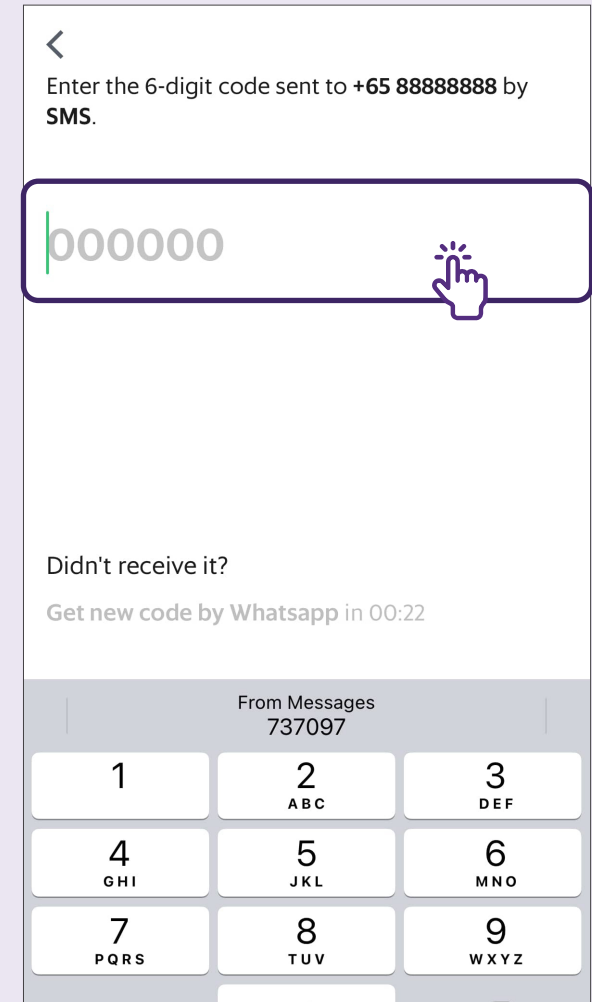 Enter the 6-digit code sent to +65 88888888 by
SMS.
000000
Didn't receive it?
Get new code by Whatsapp in 00:22
From Messages
737097
1
2
ABC
3
DEF
4
GHI
5
JKL
6
MNO
7
PQRS
8
TUV
9
WXYZ